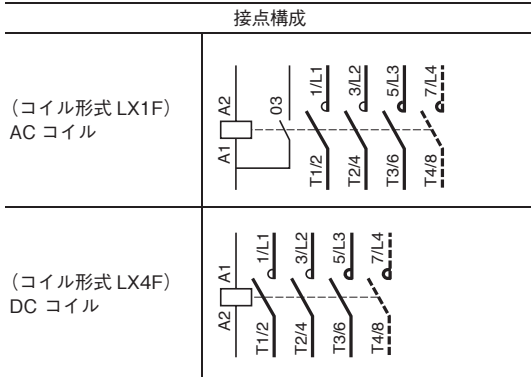 接点構成
（コイル形式 LX1F）
AC コイル
A1
A2
03
1/L1
3/L2
5/L3
7/L4
T1/2
T2/4
T3/6
T4/8
（コイル形式 LX4F）
DC コイル
A2
A1
1/L1
3/L2
5/L3
7/L4
T1/2
T2/4
T3/6
T4/8